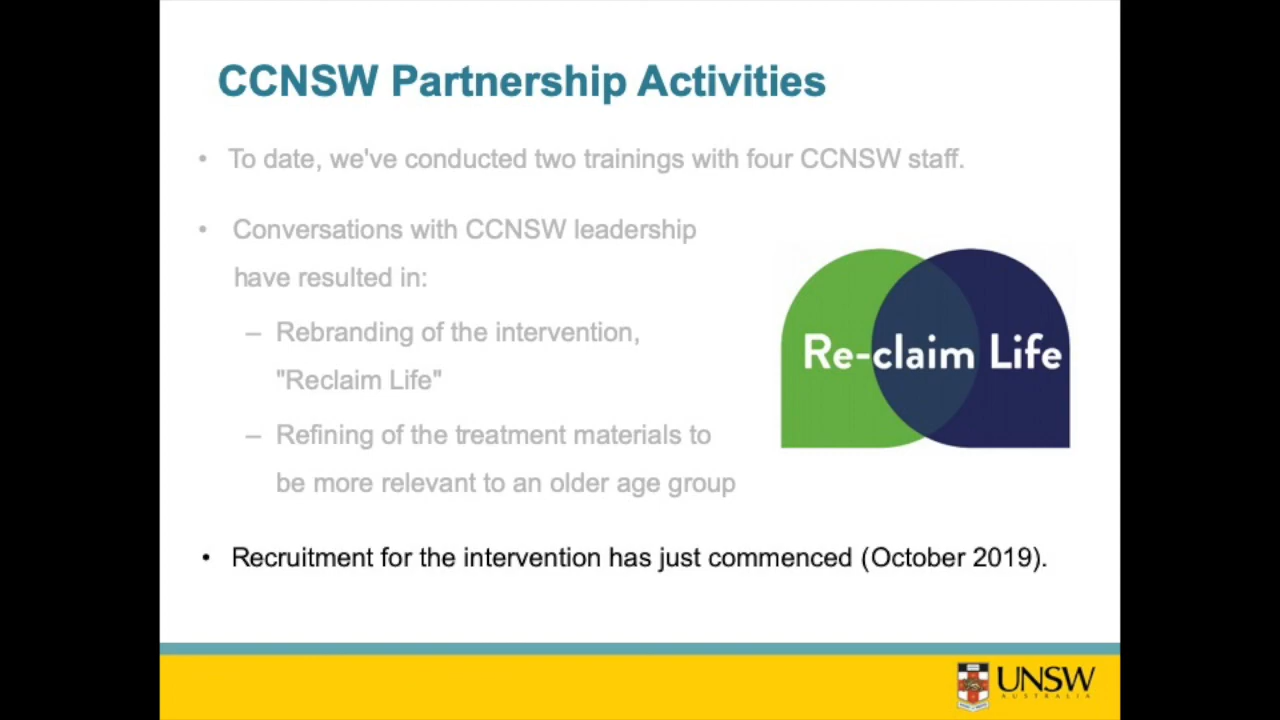 CCNSW Partnership Activities
• To date, we've conducted two trainings with four CCNSW staff.
• Conversations with CCNSW leadership
have resulted in:
– Rebranding of the intervention,
"Reclaim Life"
– Refining of the treatment materials to
be more relevant to an older age group
Re-claim Life
• Recruitment for the intervention has just commenced (October 2019).
UNSW
AUSTRALIA